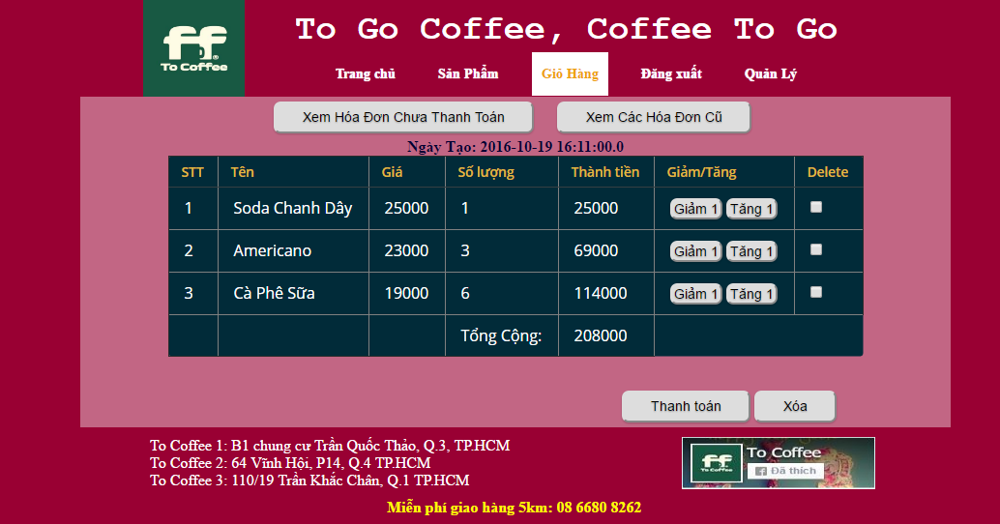 To Go Coffee, Coffee To Go
ff®
To Coffee
Trang chủ Sản Phẩm Giỏ Hàng Đăng xuất Quản Lý
Xem Hóa Đơn Chưa Thanh Toán Xem Các Hóa Đơn Cũ
Ngày Tạo: 2016-10-19 16:11:00.0
STT Tên Giá Số lượng Thành tiền Giảm/Tăng Delete
1 Soda Chanh Dây 25000 1 25000 Giảm 1 Tăng 1
2 Americano 23000 3 69000 Giảm 1 Tăng 1
3 Cà Phê Sữa 19000 6 114000 Giảm 1 Tăng 1
Tổng Cộng: 208000
Thanh toán Xóa
To Coffee 1: B1 chung cư Trần Quốc Thảo, Q.3, TP.HCM
To Coffee 2: 64 Vĩnh Hội, P14, Q.4 TP.HCM
To Coffee 3: 110/19 Trần Khắc Chân, Q.1 TP.HCM
ff
To Coffee
To Coffee
Đã thích
Miễn phí giao hàng 5km: 08 6680 8262